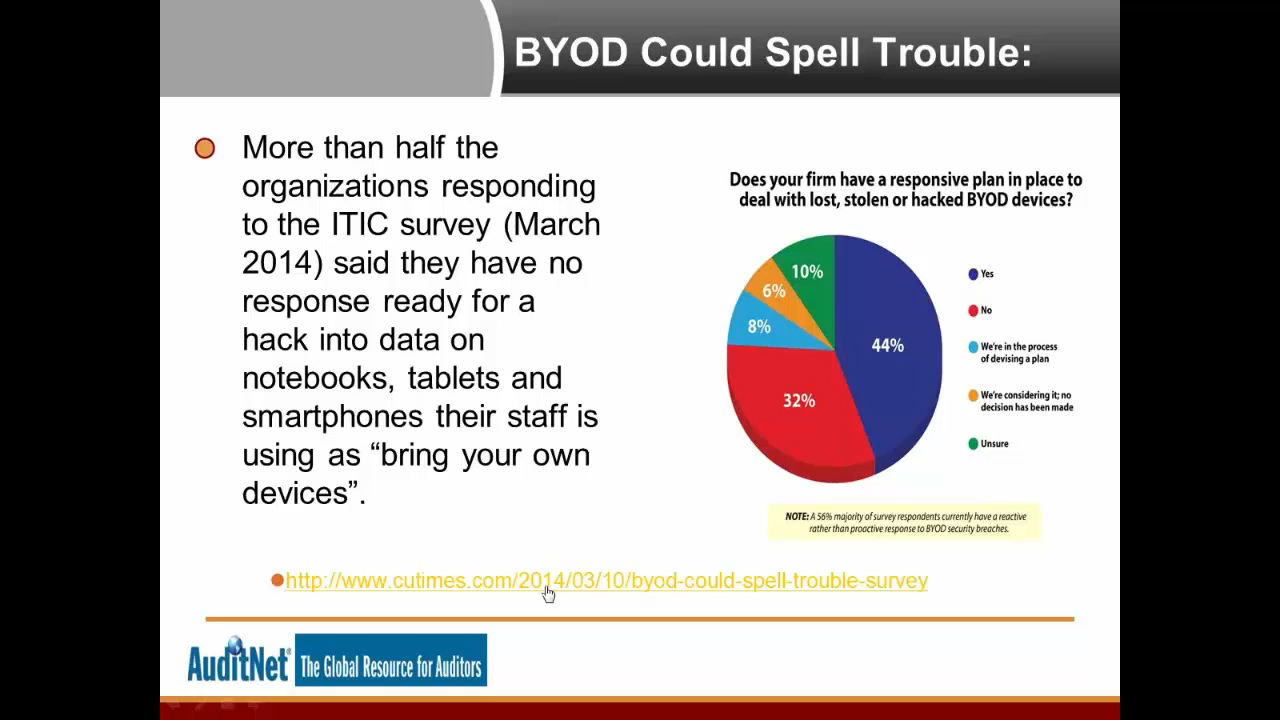 BYOD Could Spell Trouble:
More than half the
organizations responding
to the ITIC survey (March
2014) said they have no
response ready for a
hack into data on
notebooks, tablets and
smartphones their staff is
using as “bring your own
devices”.
Does your firm have a responsive plan in place to
deal with lost, stolen or hacked BYOD devices?
10%
6%
8%
44%
32%
Yes
No
We're in the process
of devising a plan
We're considering it; no
decision has been made
Unsure
NOTE: A 56% majority of survey respondents currently have a reactive
rather than proactive response to BYOD security breaches.
http://www.cutimes.com/2014/03/10/byod-could-spell-trouble-survey
AuditNet® The Global Resource for Auditors